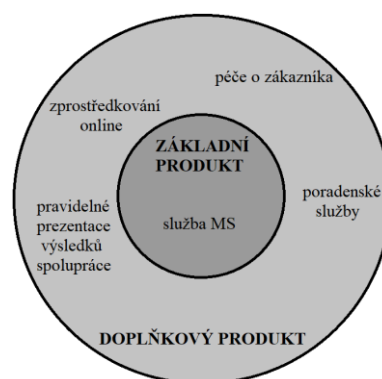 péče o zákazníka
zprostředkování
online
ZÁKLADNÍ
PRODUKT
služba MS
poradenské
služby
pravidelné
prezentace
výsledků
spolupráce
DOPLŇKOVÝ PRODUKT